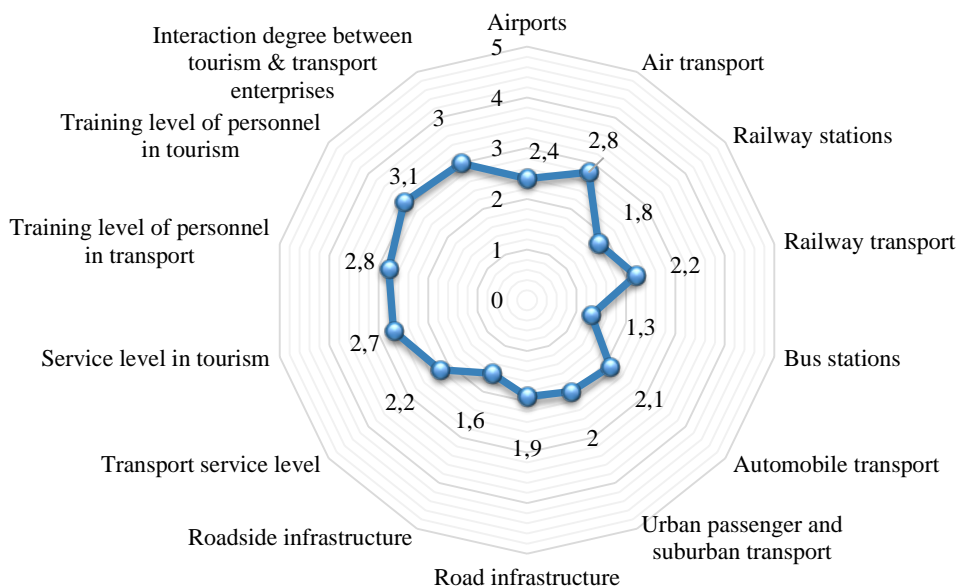 Airports
Interaction degree between
tourism & transport
enterprises
5
Air transport
4
3
Training level of personnel
in tourism
Railway stations
3
2,4
2,8
3,1
2
1,8
Training level of personnel
in transport
Railway transport
2,8
1
2,2
0
1,3
2,7
Service level in tourism
Bus stations
2,2
1,6
1,9
2
2,1
Transport service level
Automobile transport
Roadside infrastructure
Urban passenger and
suburban transport
Road infrastructure